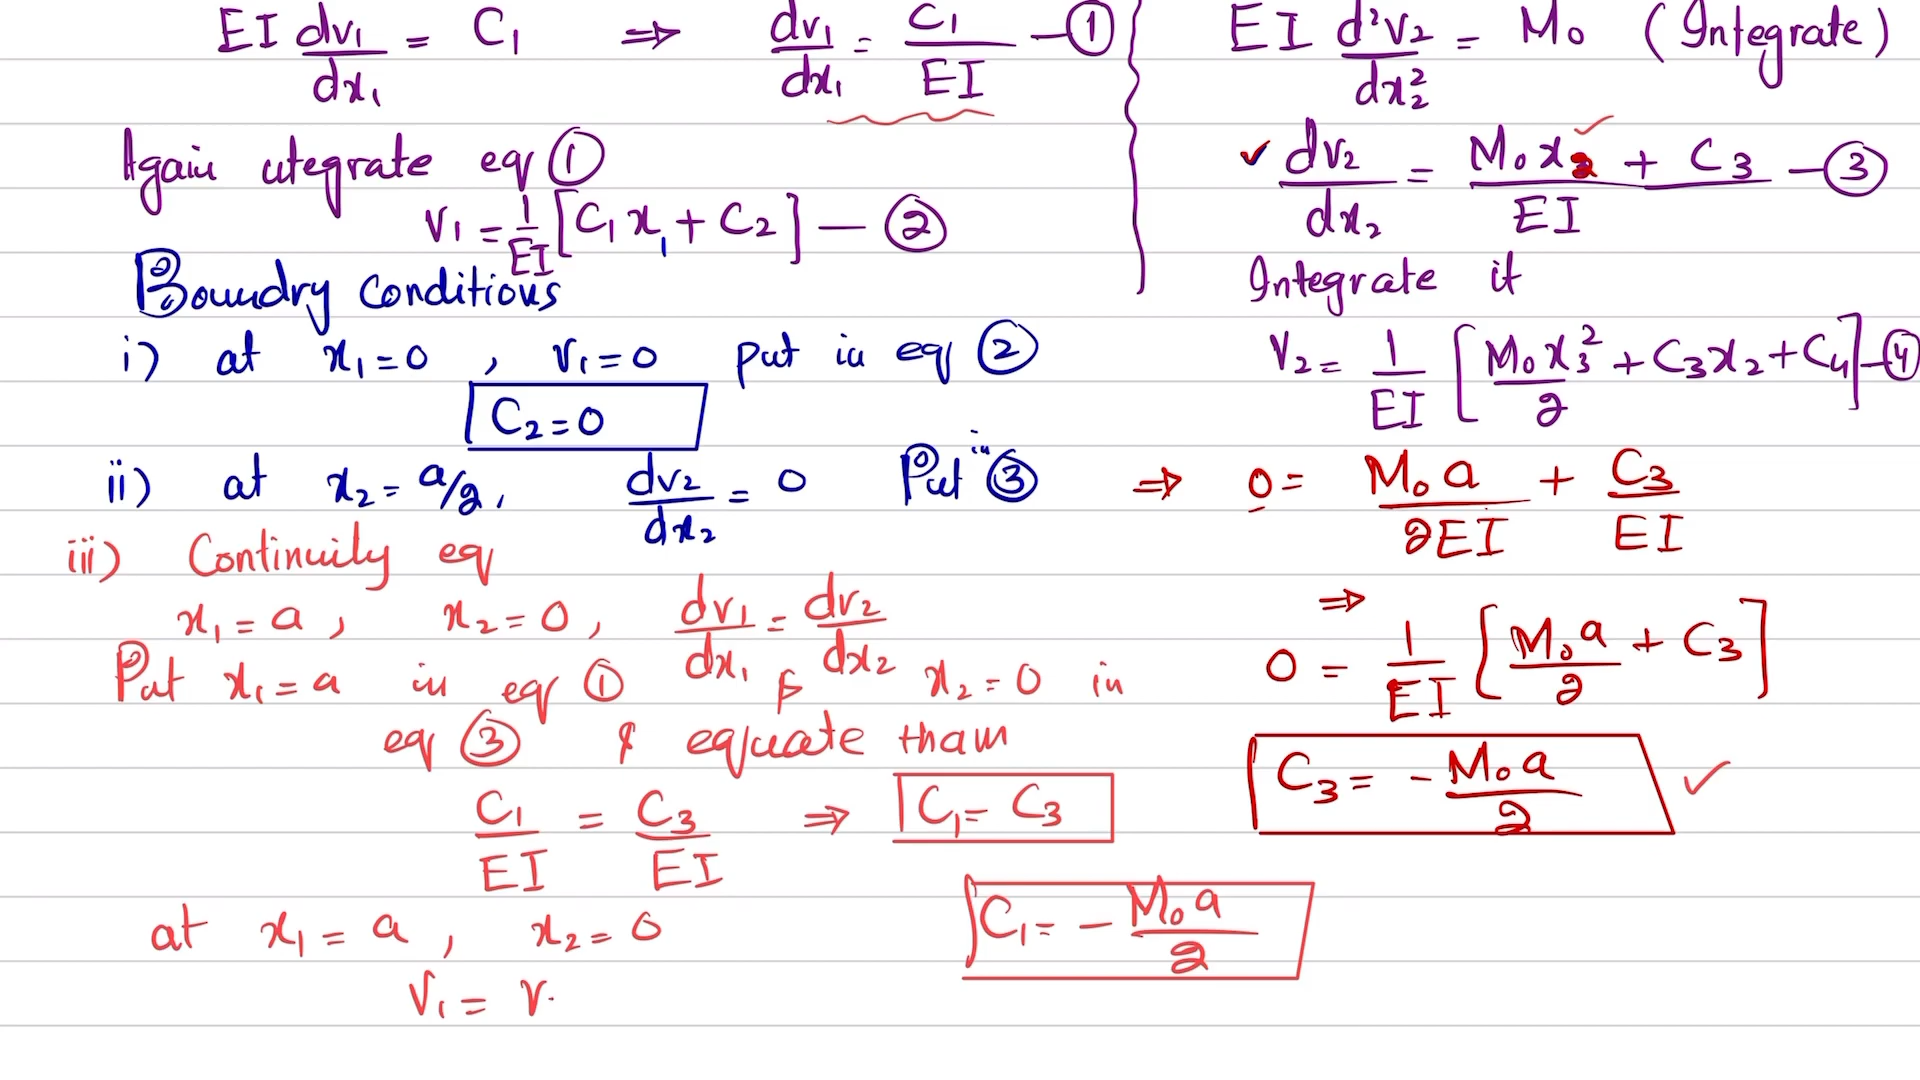 EI dv₁/dx₁ = C₁ ⇒ dv₁/dx₁ = C₁/EI —①
Again integrate eq ①
v₁ = 1/EI [C₁x₁ + C₂] — ②
Boundry Conditions
i) at x₁=0 , v₁=0 put in eq ②
C₂=0
ii) at x₂= a/2, dv₂/dx₂ = 0 Put in ③
iii) Continuity eq
x₁ = a , x₂ = 0 , dv₁/dx₁ = dv₂/dx₂
Put x₁ = a in eq ① & x₂ = 0 in
eq ③ & equate tham
C₁/EI = C₃/EI ⇒ C₁= C₃
C₁= - M₀a/2
at x₁ = a , x₂ = 0
v₁ = v
EI d²v₂/dx₂² = M₀ (Integrate)
✓ dv₂/dx₂ = M₀x₂ + C₃/EI —③
Integrate it
v₂= 1/EI [M₀x₃²/2 + C₃x₂+C₄]—④
⇒ 0= M₀a/2EI + C₃/EI
⇒
0 = 1/EI [M₀a/2 + C₃]
C₃= - M₀a/2 ✓